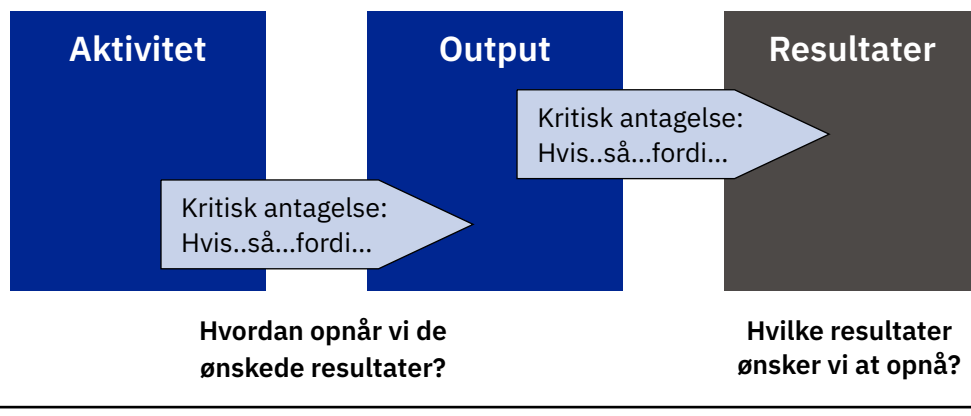 Aktivitet
Output
Resultater
Kritisk antagelse:
Hvis..så...fordi...
Kritisk antagelse:
Hvis..så...fordi...
Hvordan opnår vi de
ønskede resultater?
Hvilke resultater
ønsker vi at opnå?